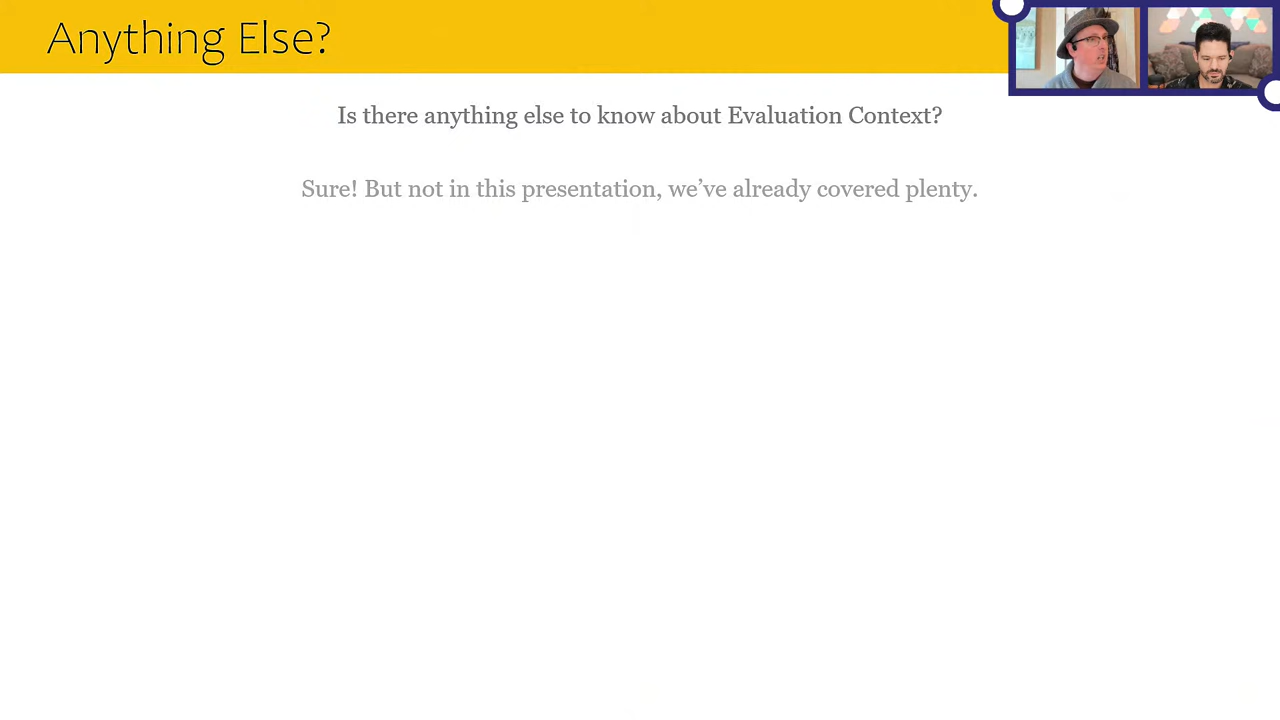 Anything Else?
Is there anything else to know about Evaluation Context?
Sure! But not in this presentation, we’ve already covered plenty.